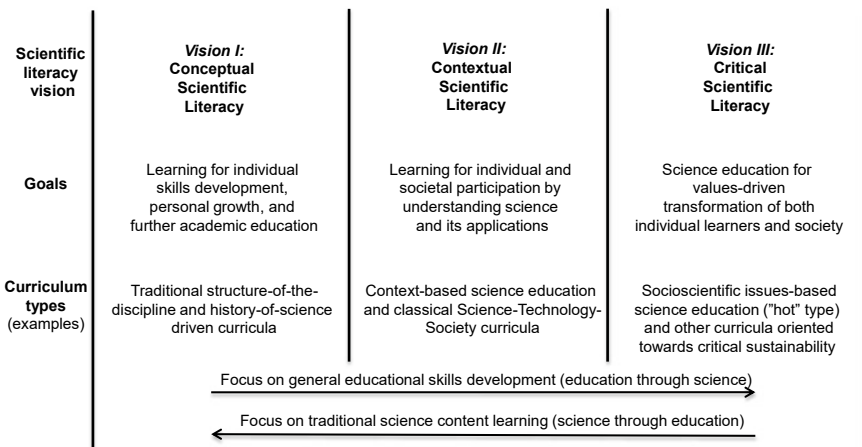 Scientific
literacy
vision
Vision I:
Conceptual
Scientific
Literacy
Vision II:
Contextual
Scientific
Literacy
Vision III:
Critical
Scientific
Literacy
Goals
Learning for individual
skills development,
personal growth, and
further academic education
Learning for individual and
societal participation by
understanding science
and its applications
Science education for
values-driven
transformation of both
individual learners and society
Curriculum
types
(examples)
Traditional structure-of-the-
discipline and history-of-science
driven curricula
Context-based science education
and classical Science-Technology-
Society curricula
Socioscientific issues-based
science education ("hot" type)
and other curricula oriented
towards critical sustainability
Focus on general educational skills development (education through science)
Focus on traditional science content learning (science through education)